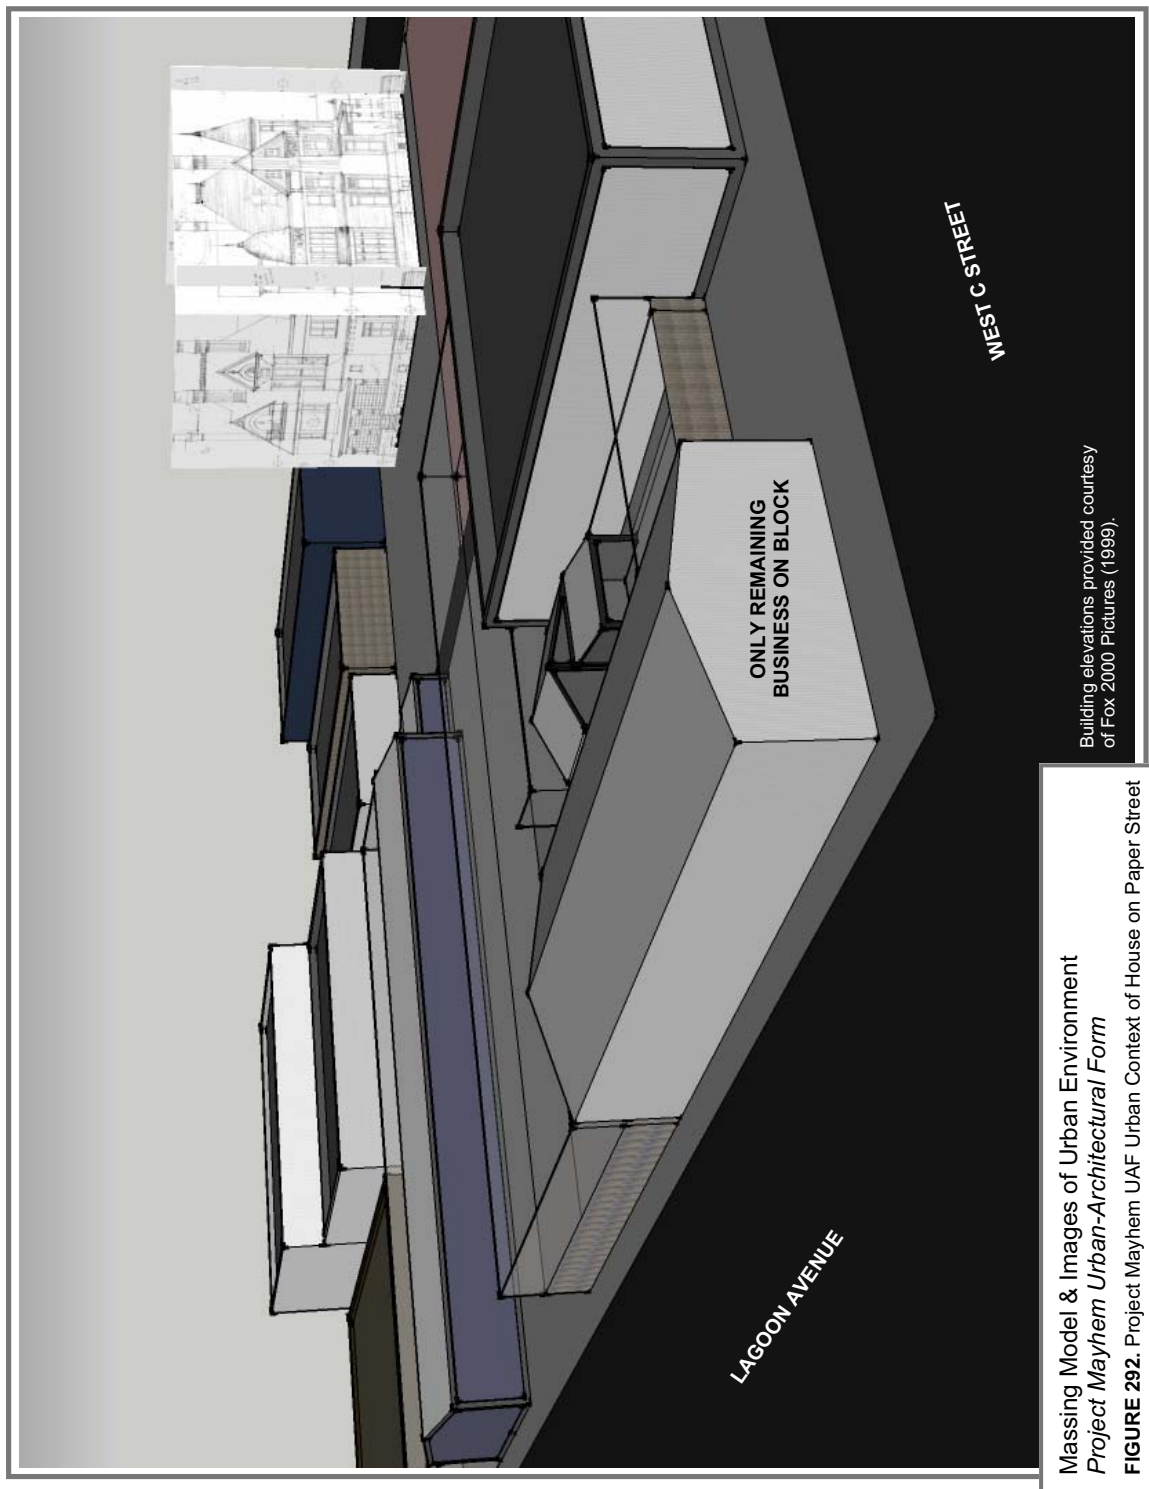 WEST C STREET
ONLY REMAINING
BUSINESS ON BLOCK
LAGOON AVENUE
Building elevations provided courtesy
of Fox 2000 Pictures (1999).
Massing Model & Images of Urban Environment
Project Mayhem Urban-Architectural Form
FIGURE 292. Project Mayhem UAF Urban Context of House on Paper Street